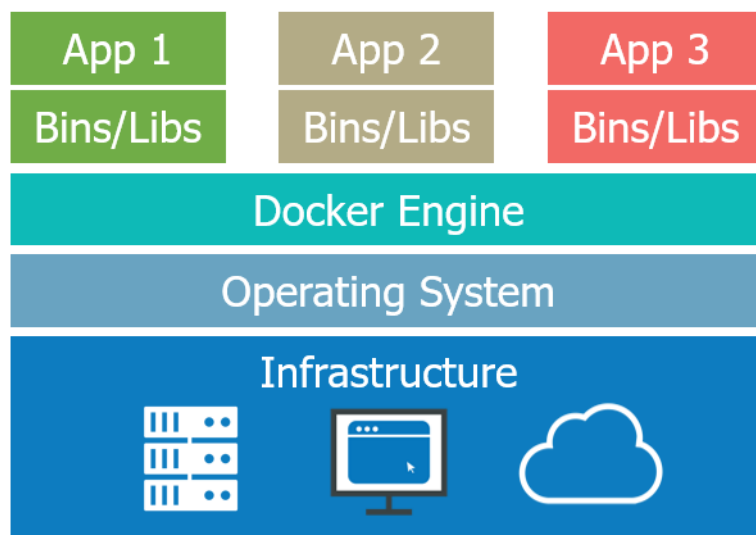 App 1
App 2
App 3
Bins/Libs
Bins/Libs
Bins/Libs
Docker Engine
Operating System
Infrastructure